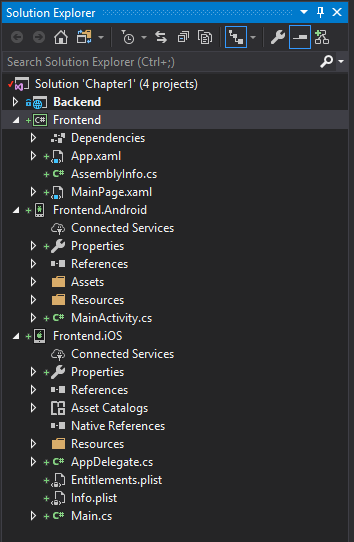 Solution Explorer
Search Solution Explorer (Ctrl+;)
Solution 'Chapter1' (4 projects)
Backend
C# Frontend
Dependencies
App.xaml
C# AssemblyInfo.cs
MainPage.xaml
Frontend.Android
Connected Services
Properties
References
Assets
Resources
C# MainActivity.cs
Frontend.iOS
Connected Services
Properties
References
Asset Catalogs
Native References
Resources
C# AppDelegate.cs
Entitlements.plist
Info.plist
C# Main.cs